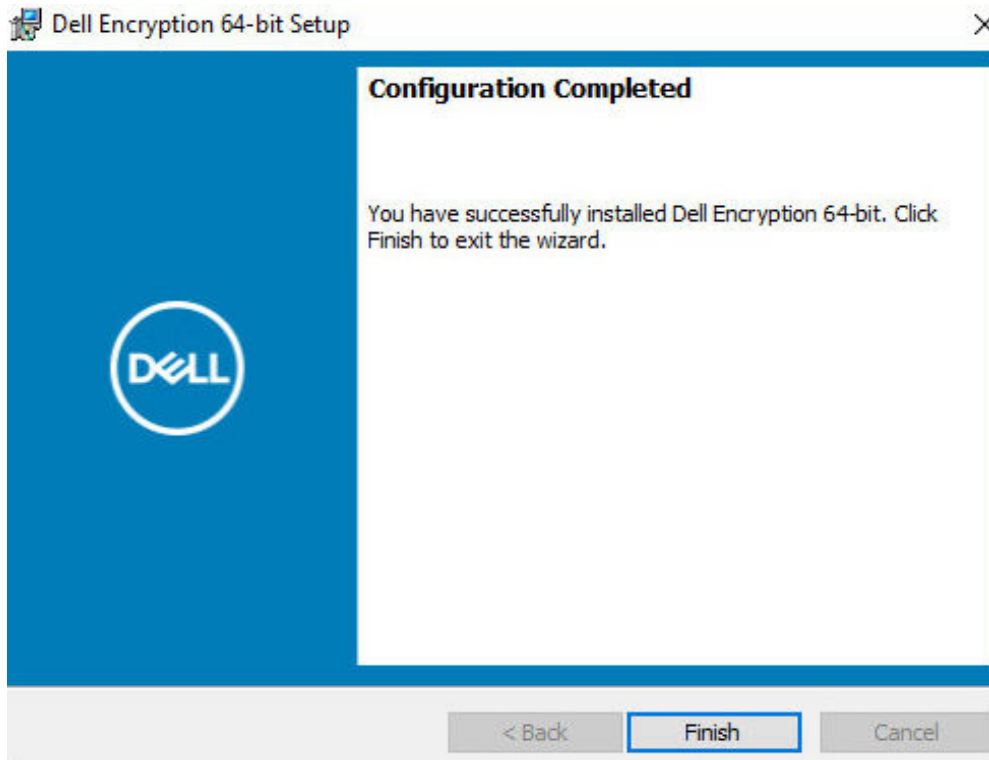 Dell Encryption 64-bit Setup
Configuration Completed
You have successfully installed Dell Encryption 64-bit. Click
Finish to exit the wizard.
DELL
< Back
Finish
Cancel